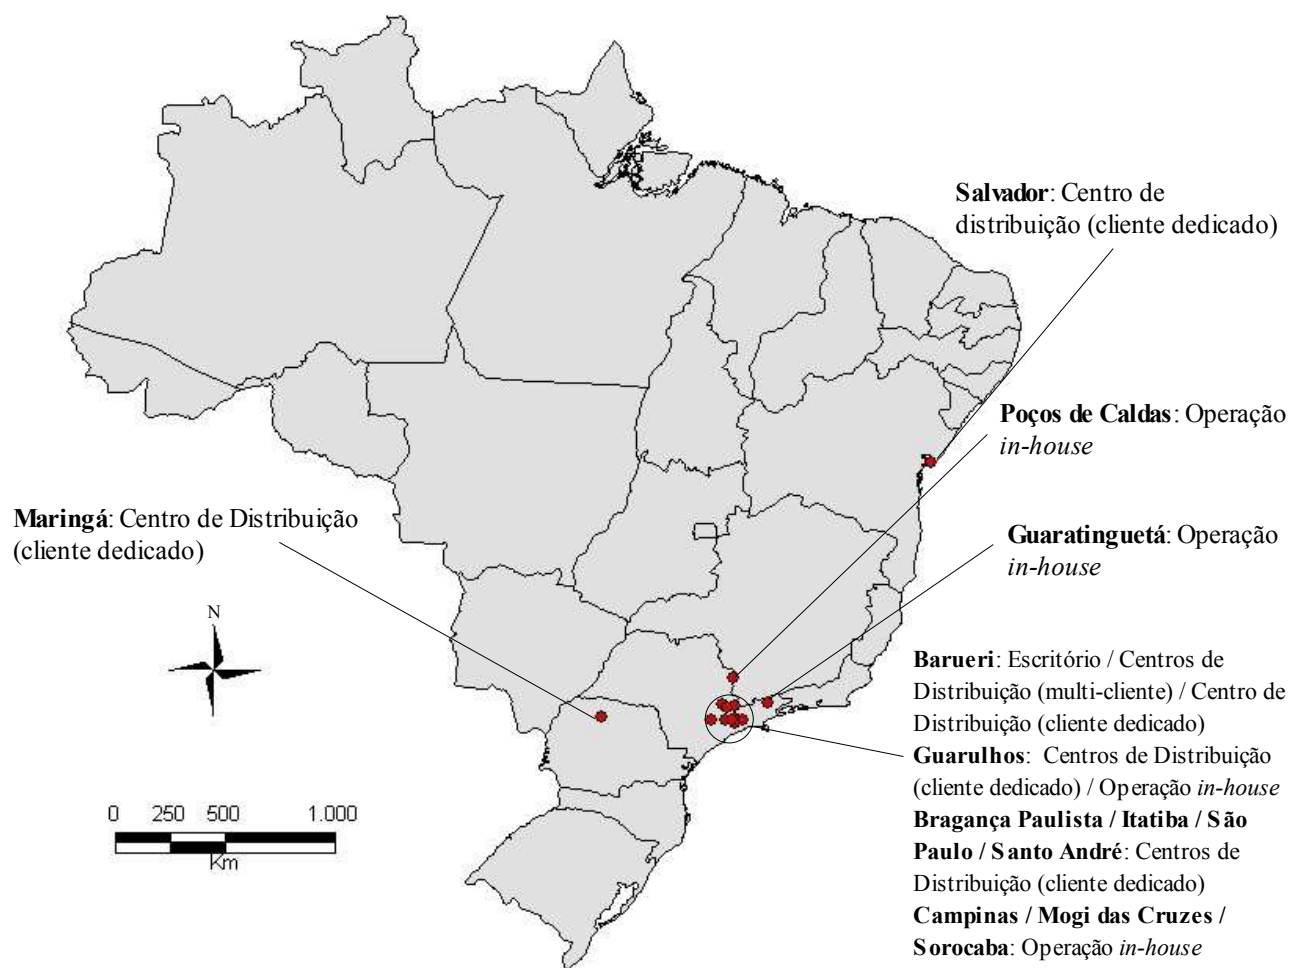 Salvador: Centro de
distribuição (cliente dedicado)
Poços de Caldas: Operação
in-house
Maringá: Centro de Distribuição
(cliente dedicado)
Guaratinguetá: Operação
in-house
N
Barueri: Escritório / Centros de
Distribuição (multi-cliente) / Centro de
Distribuição (cliente dedicado)
Guarulhos: Centros de Distribuição
(cliente dedicado) / Operação in-house
Bragança Paulista / Itatiba / São
Paulo / Santo André: Centros de
Distribuição (cliente dedicado)
Campinas / Mogi das Cruzes /
Sorocaba: Operação in-house
0 250 500 1.000
Km